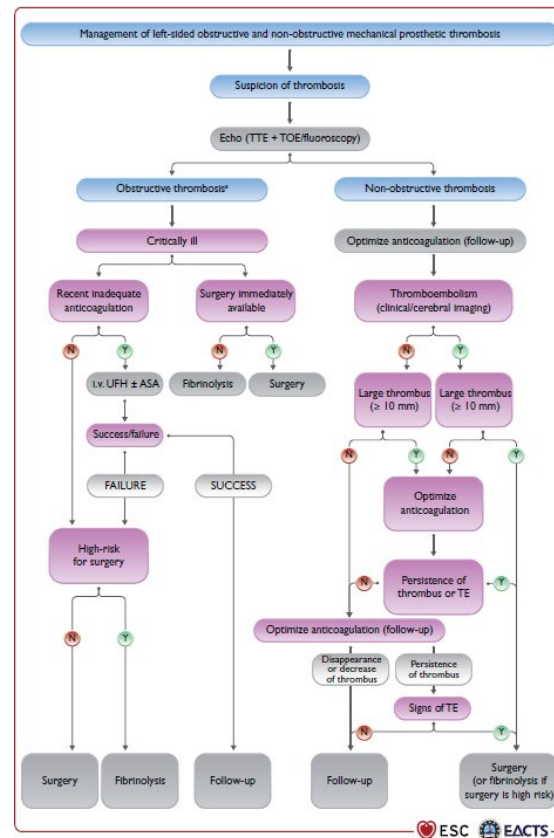 Management of left-sided obstructive and non-obstructive mechanical prosthetic thrombosis
Suspicion of thrombosis
Echo (TTE + TOE/fluoroscopy)
Obstructive thrombosisª
Non-obstructive thrombosis
Critically ill
Optimize anticoagulation (follow-up)
Recent inadequate
anticoagulation
Surgery immediately
available
Thromboembolism
(clinical/cerebral imaging)
N
Y
N
Y
N
Y
i.v. UFH ± ASA
Fibrinolysis
Surgery
Large thrombus
(≥ 10 mm)
Large thrombus
(≥ 10 mm)
Success/failure
N
Y
N
Y
FAILURE
SUCCESS
Optimize
anticoagulation
High-risk
for surgery
Persistence of
thrombus or TE
N
Y
Optimize anticoagulation (follow-up)
N
Y
Disappearance
or decrease
of thrombus
Persistence
of thrombus
Signs of TE
N
Y
Surgery
Fibrinolysis
Follow-up
Follow-up
Surgery
(or fibrinolysis if
surgery is high risk)
ESC
EACTS